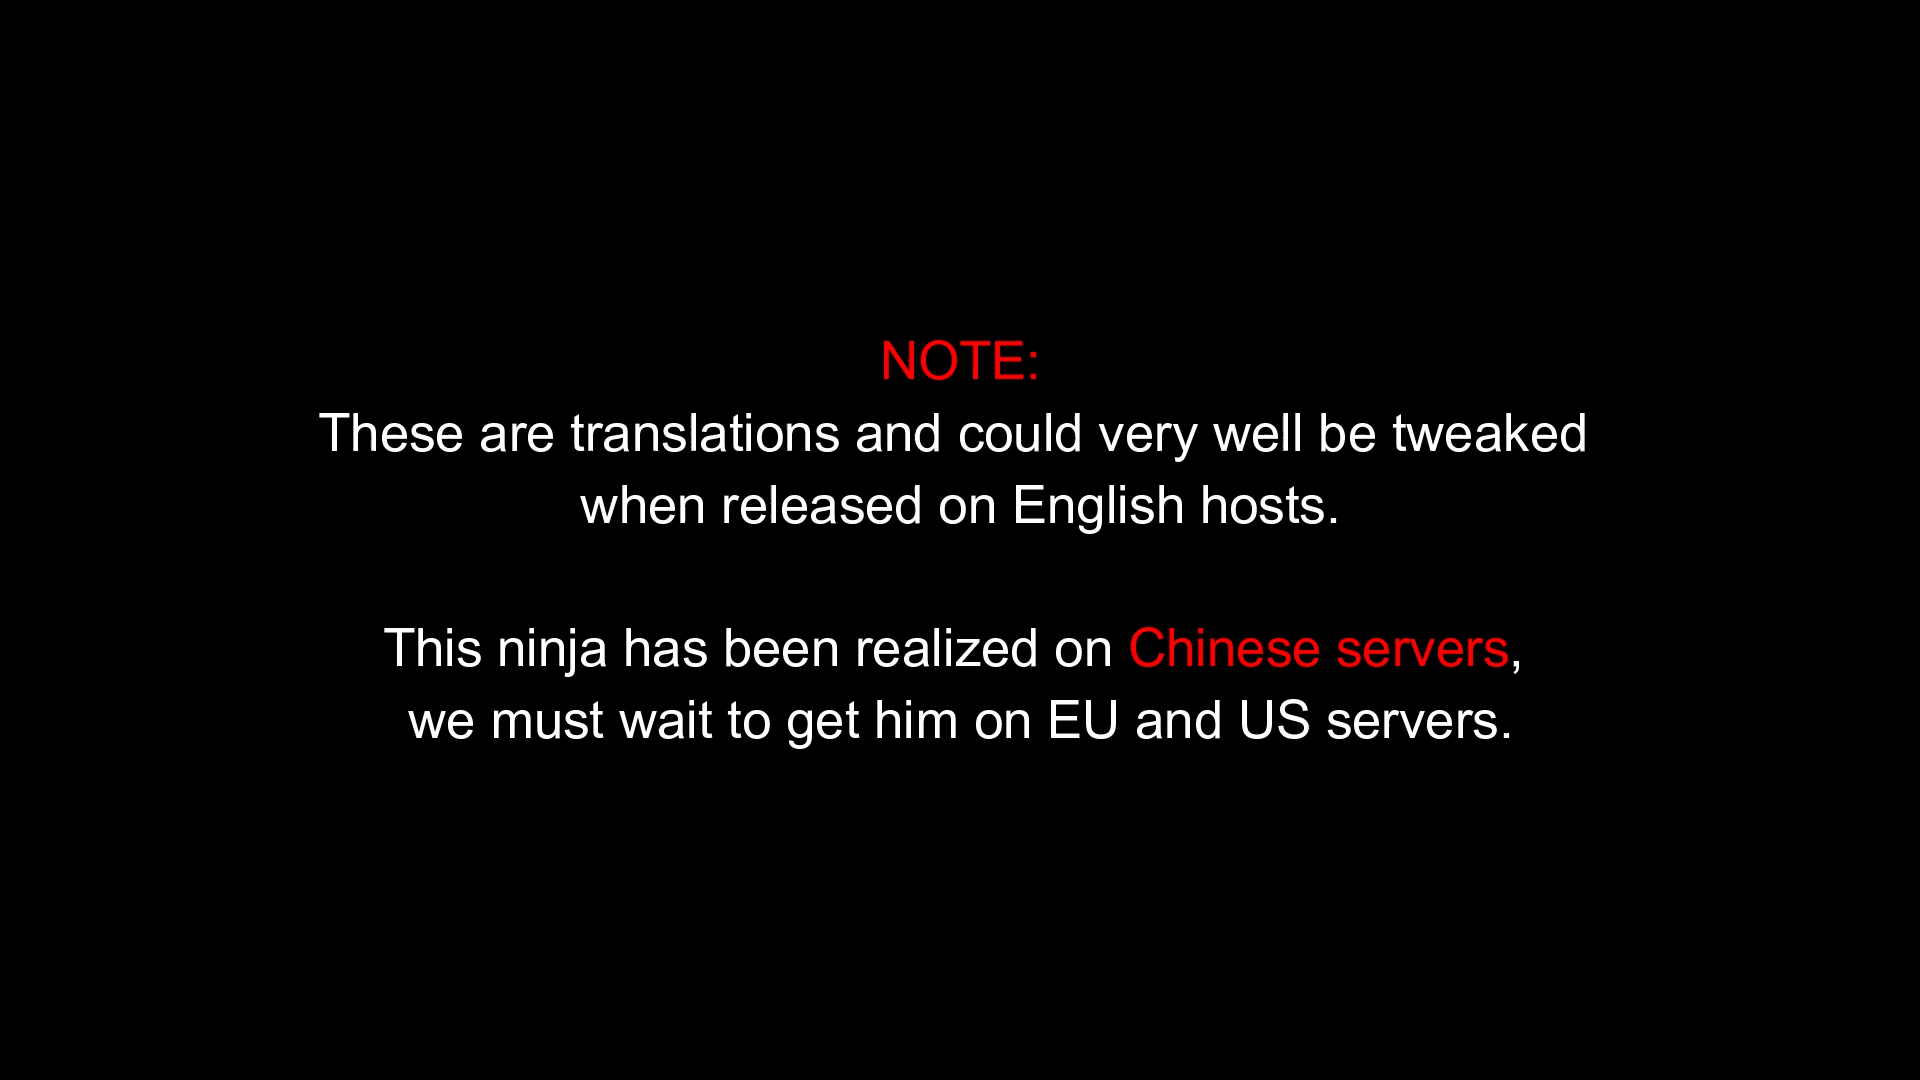 NOTE:
These are translations and could very well be tweaked
when released on English hosts.
This ninja has been realized on Chinese servers,
we must wait to get him on EU and US servers.